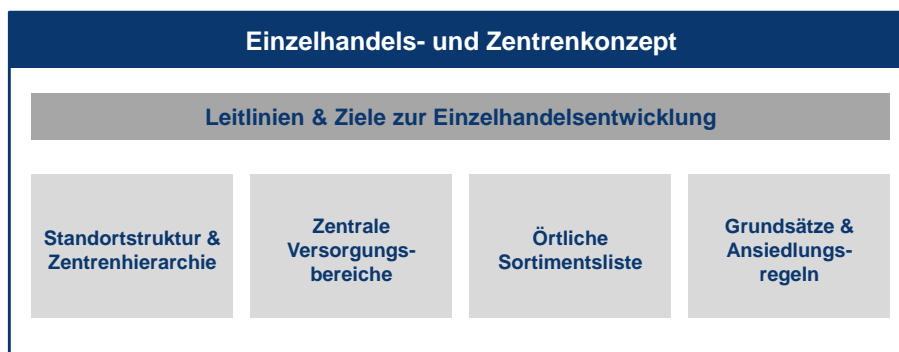 Einzelhandels- und Zentrenkonzept
Leitlinien & Ziele zur Einzelhandelsentwicklung
Standortstruktur &
Zentrenhierarchie
Zentrale
Versorgungs-
bereiche
Örtliche
Sortimentsliste
Grundsätze &
Ansiedlungs-
regeln